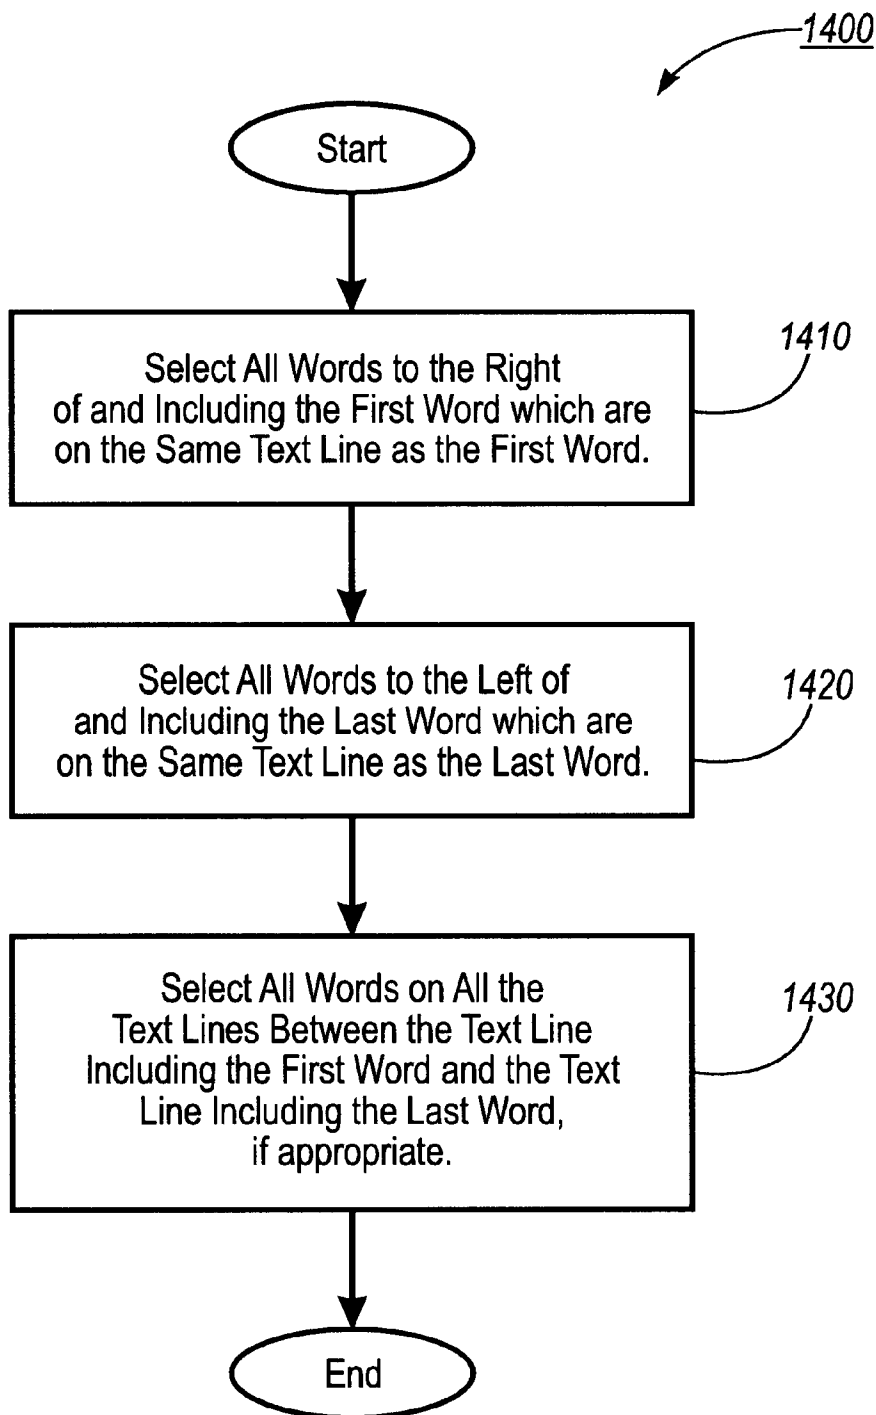 1400
Start
Select All Words to the Right
of and Including the First Word which are
on the Same Text Line as the First Word.
1410
Select All Words to the Left of
and Including the Last Word which are
on the Same Text Line as the Last Word.
1420
Select All Words on All the
Text Lines Between the Text Line
Including the First Word and the Text
Line Including the Last Word,
if appropriate.
1430
End